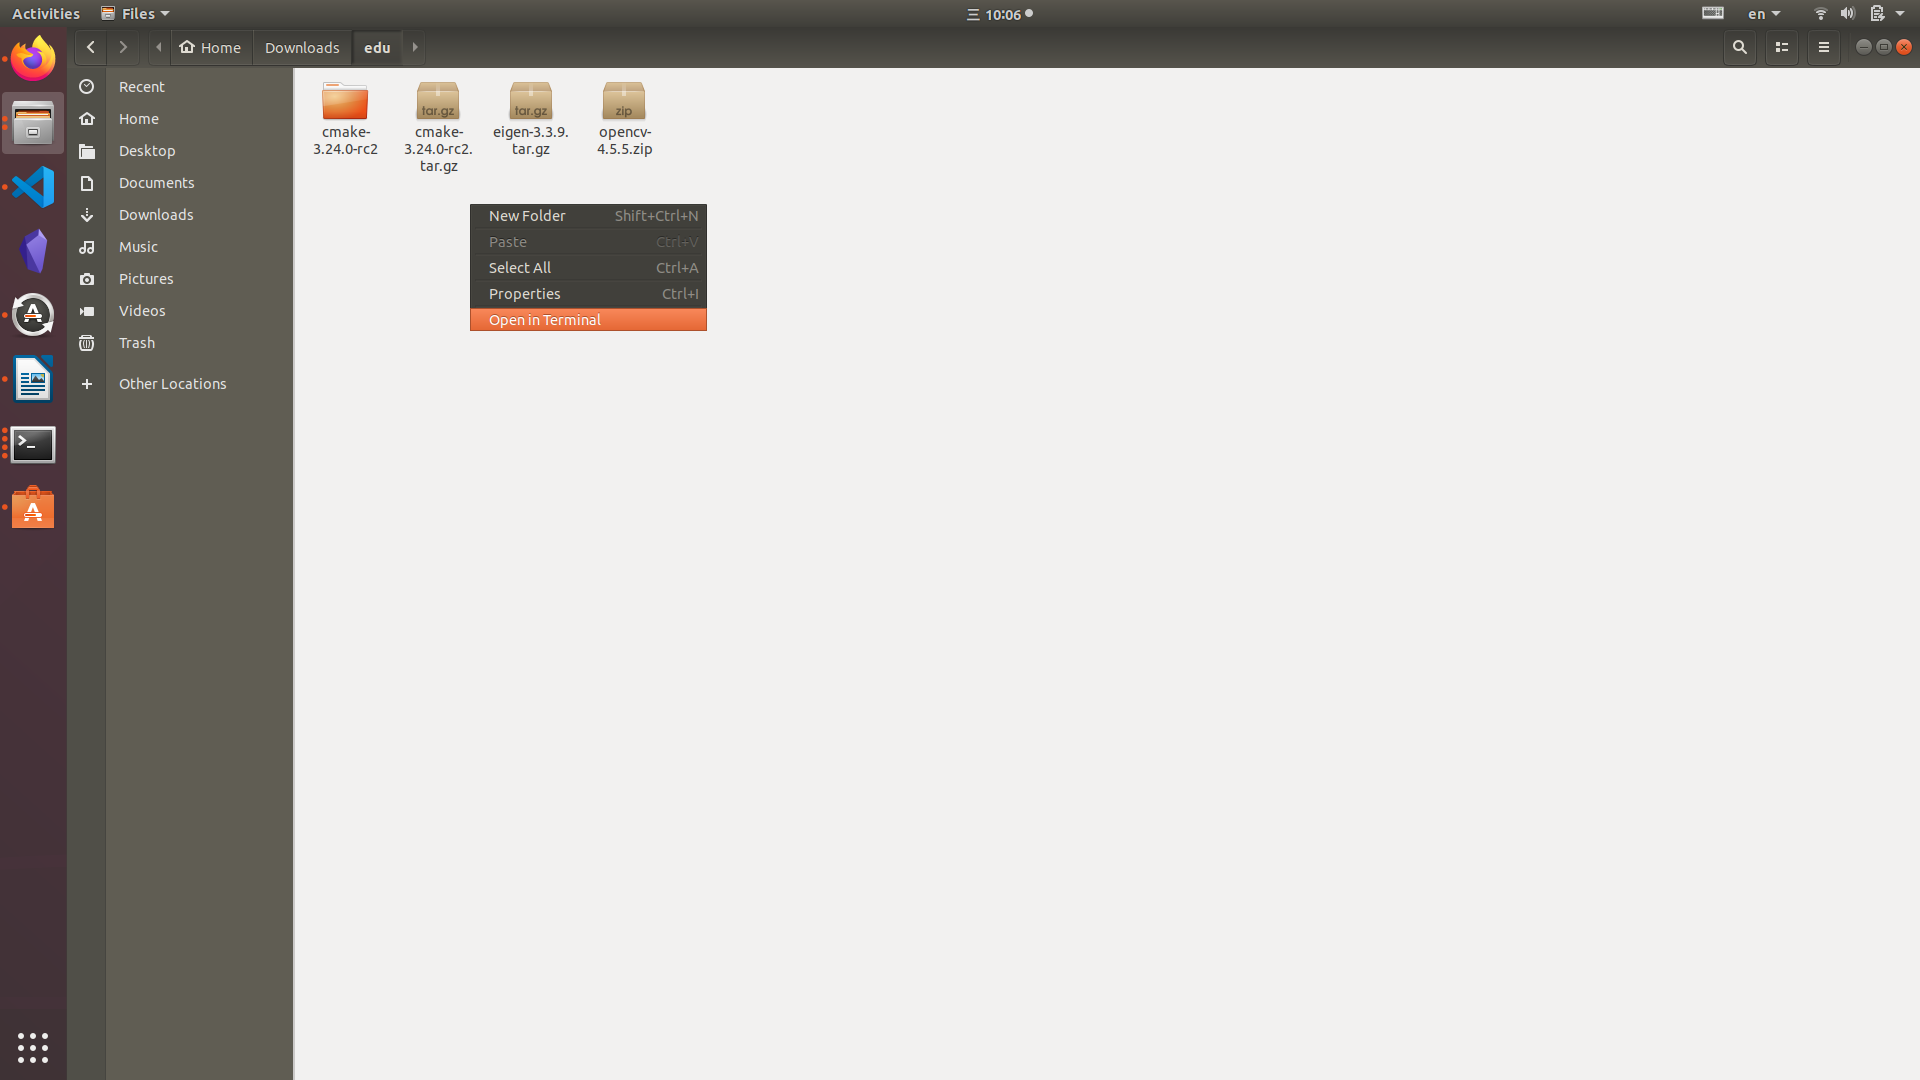 Activities
Files
三 10:06
en
Home
Downloads
edu
Recent
Home
Desktop
Documents
Downloads
Music
Pictures
Videos
Trash
Other Locations
cmake-
3.24.0-rc2
tar.gz
cmake-
3.24.0-rc2.
tar.gz
tar.gz
eigen-3.3.9.
tar.gz
zip
opencv-
4.5.5.zip
New Folder Shift+Ctrl+N
Paste Ctrl+V
Select All Ctrl+A
Properties Ctrl+I
Open in Terminal